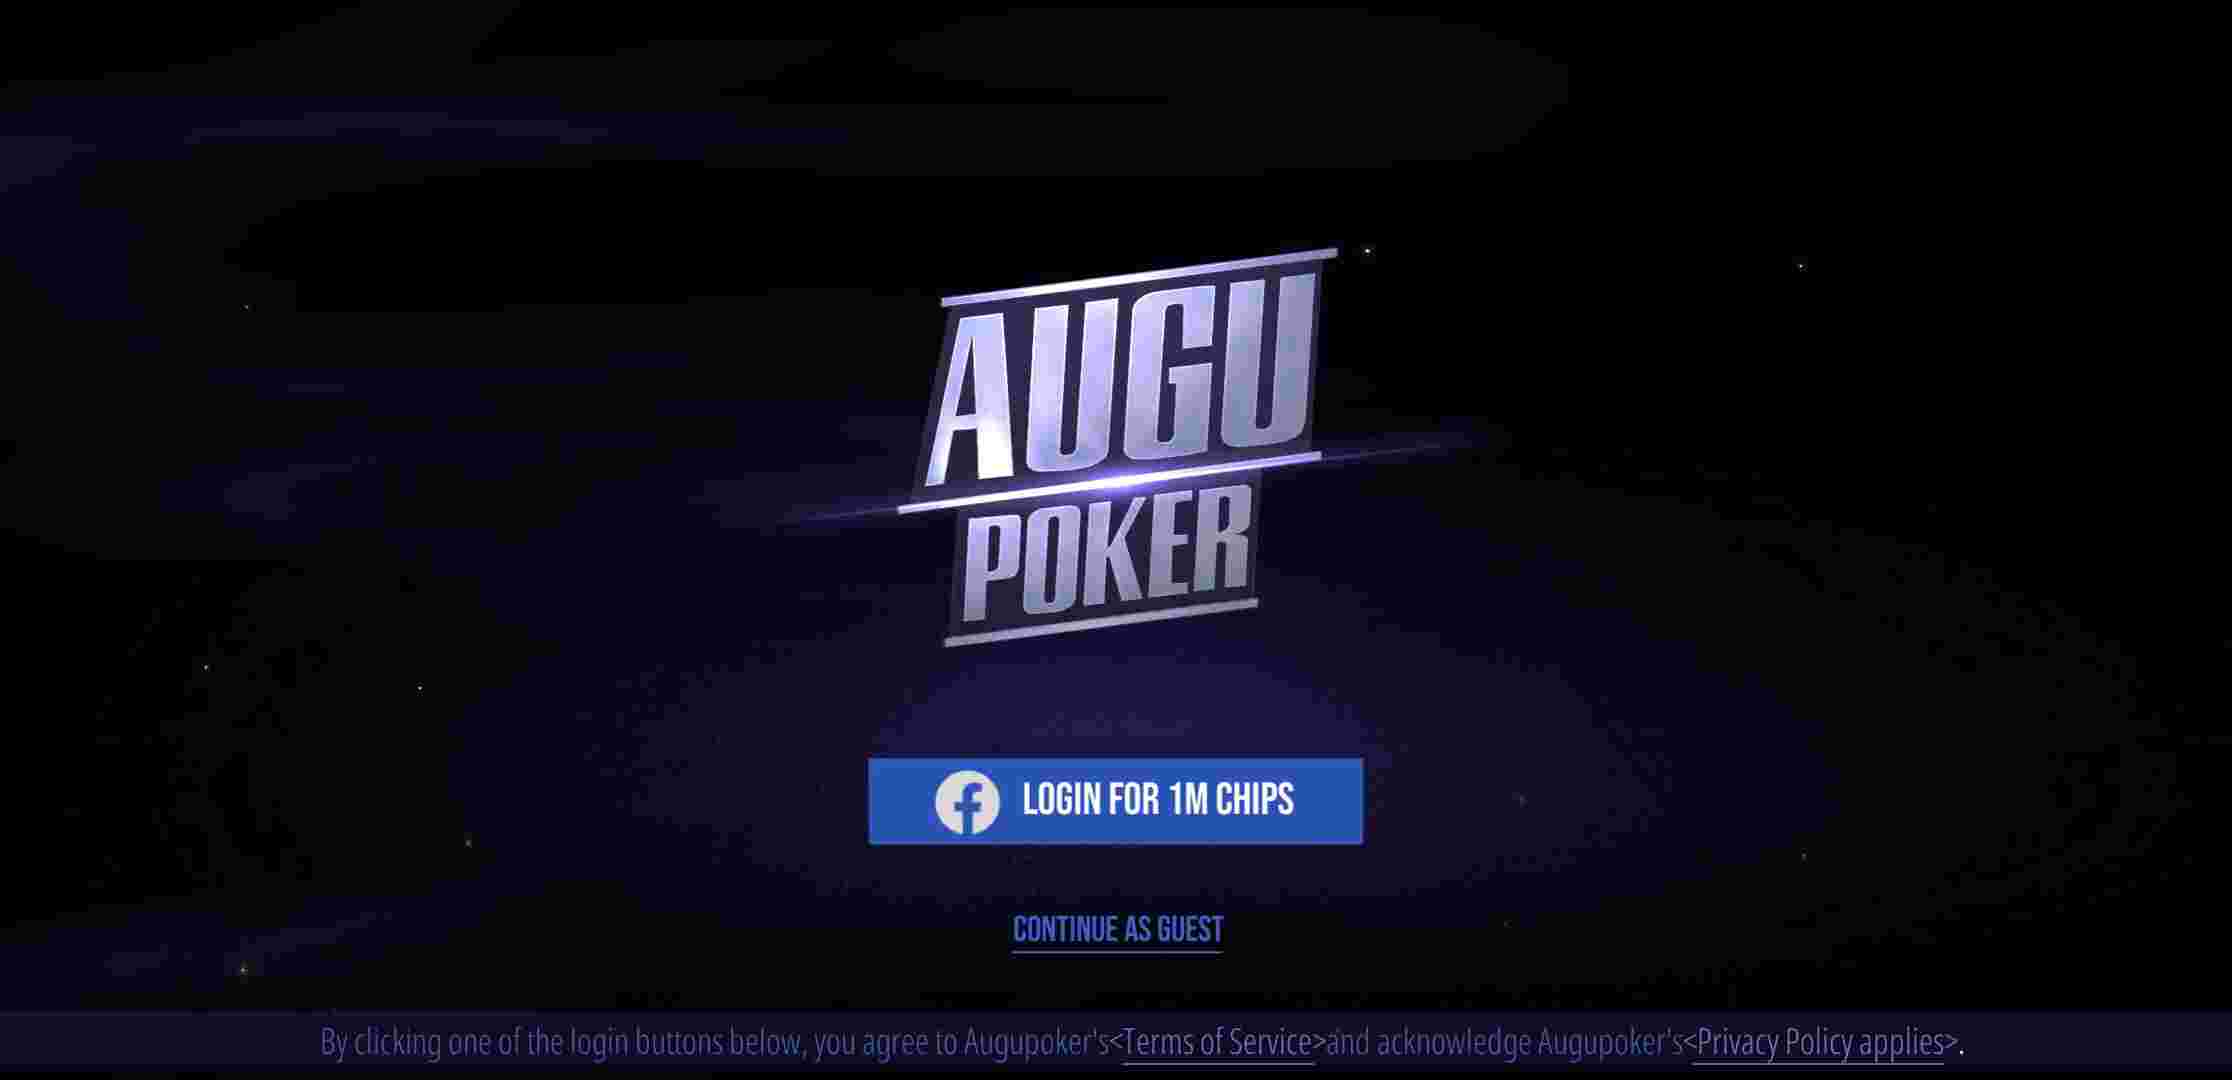 AUGU
POKER
LOGIN FOR 1M CHIPS
CONTINUE AS GUEST
By clicking one of the login buttons below, you agree to Augupoker's<Terms of Service>and acknowledge Augupoker's<Privacy Policy applies>.